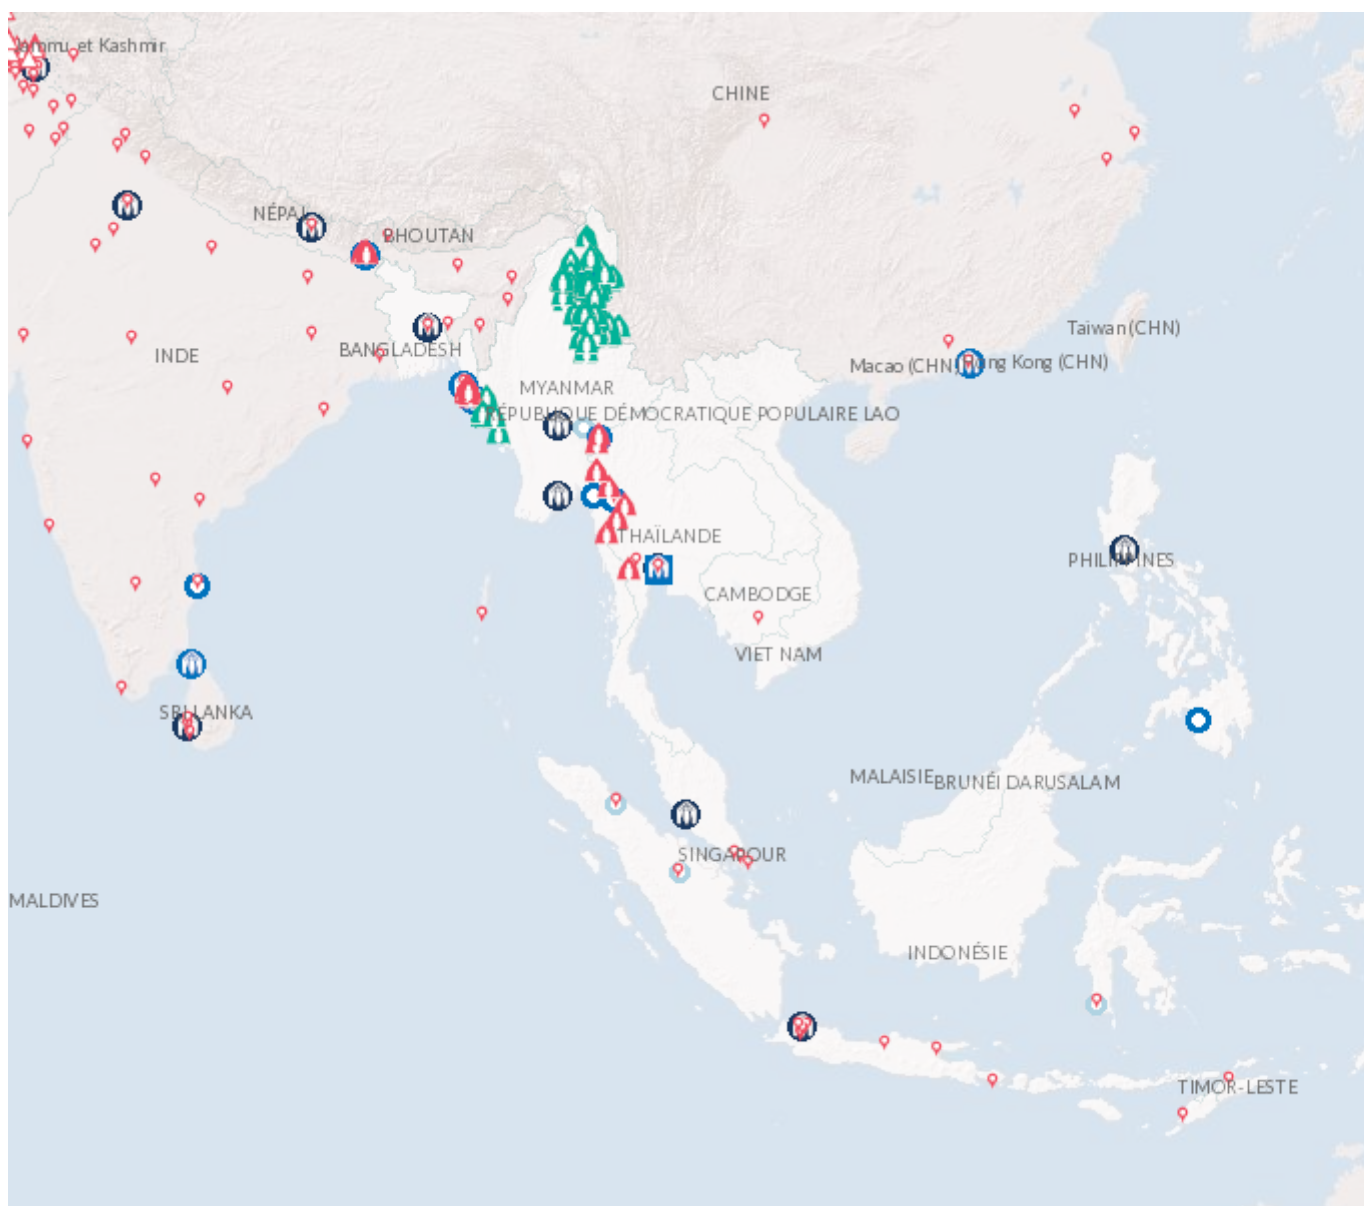 Jammu et Kashmir
CHINE
NÉPAL
BHOUTAN
Taiwan (CHN)
INDE
BANGLADESH
Macao (CHN)
Hong Kong (CHN)
MYANMAR
RÉPUBLIQUE DÉMOCRATIQUE POPULAIRE LAO
THAÏLANDE
PHILIPPINES
CAMBODGE
VIET NAM
SRI LANKA
MALAISIE
BRUNÉI DARUSALAM
SINGAPOUR
MALDIVES
INDONÉSIE
TIMOR-LESTE